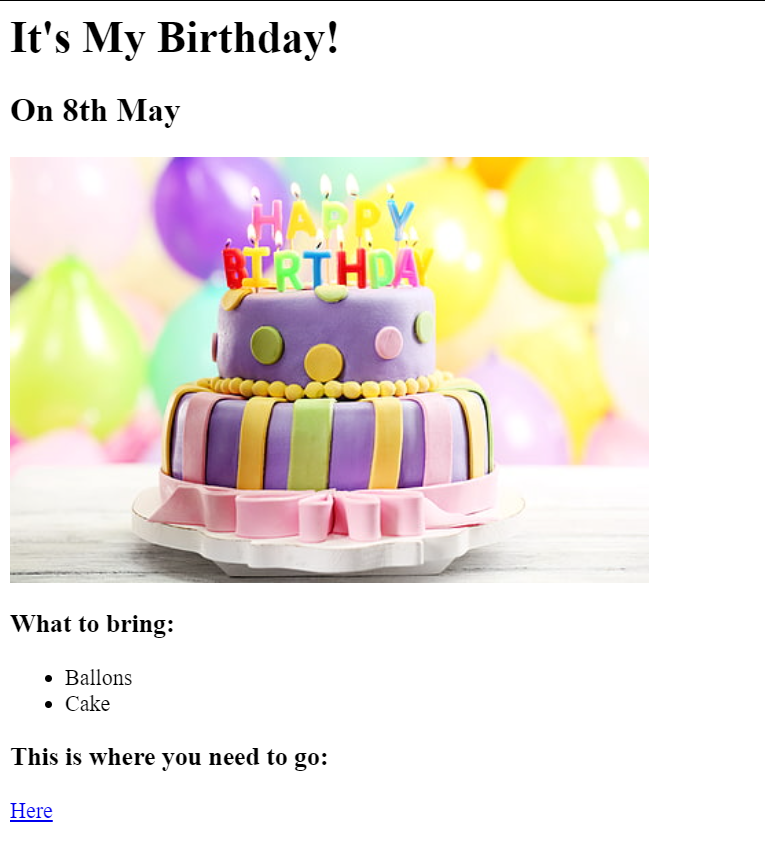 It's My Birthday!
On 8th May
HAPPY
BIRTHDAY
What to bring:
Ballons
Cake
This is where you need to go:
Here